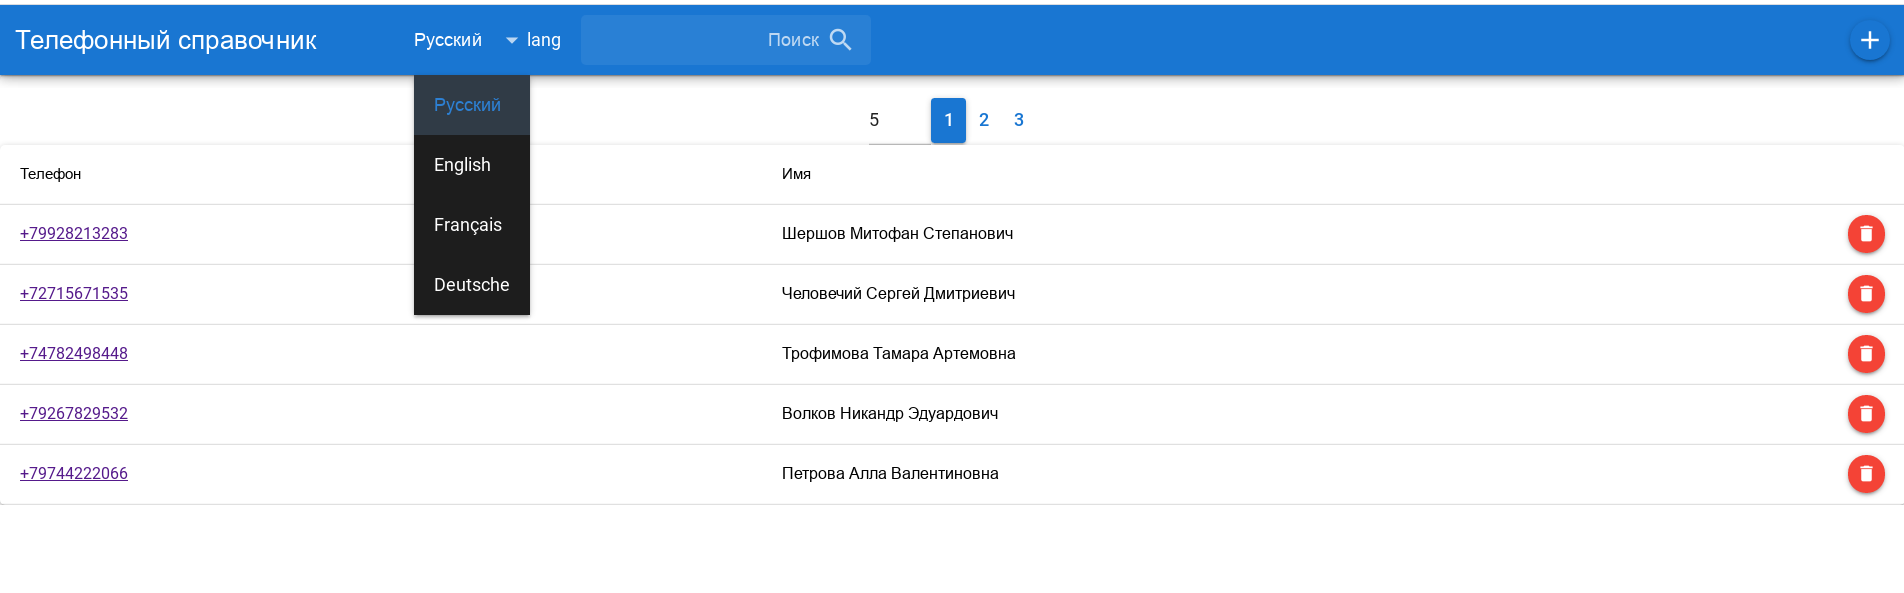 Телефонный справочник
Русский
lang
Поиск
Русский
English
Français
Deutsche
5 1 2 3
Телефон Имя
+79928213283 Шершов Митофан Степанович
+72715671535 Человечий Сергей Дмитриевич
+74782498448 Трофимова Тамара Артемовна
+79267829532 Волков Никандр Эдуардович
+79744222066 Петрова Алла Валентиновна